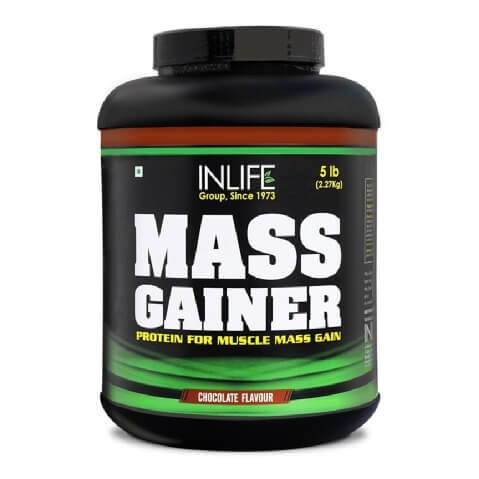 INLIFE
Group, Since 1973
5 lb
(2.27Kg)
MASS
GAINER
PROTEIN FOR MUSCLE MASS GAIN
CHOCOLATE FLAVOUR